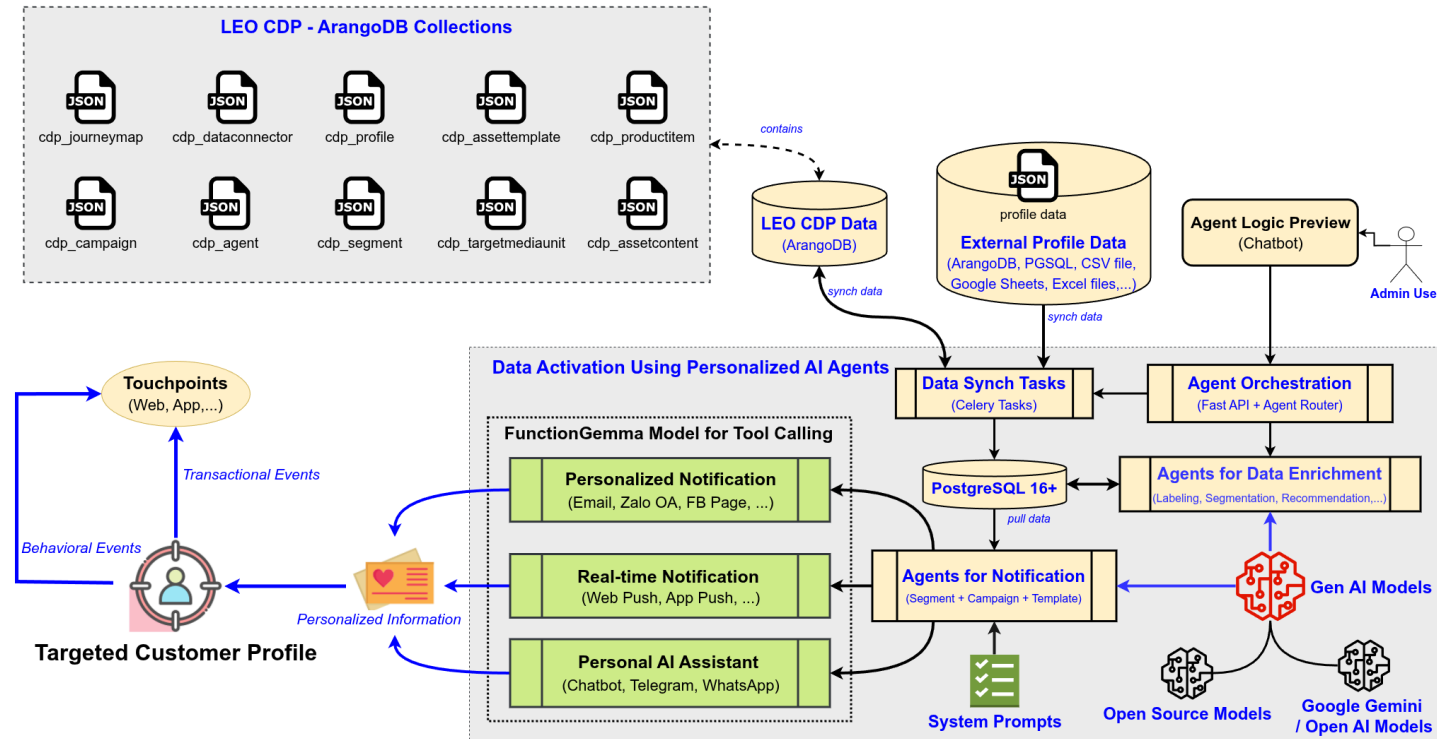 LEO CDP - ArangoDB Collections
JSON
JSON
JSON
JSON
JSON
cdp_journeymap
cdp_dataconnector
cdp_profile
cdp_assettemplate
cdp_productitem
JSON
JSON
JSON
JSON
JSON
cdp_campaign
cdp_agent
cdp_segment
cdp_targetmediaunit
cdp_assetcontent
contains
LEO CDP Data
(ArangoDB)
synch data
JSON
profile data
External Profile Data
(ArangoDB, PGSQL, CSV file,
Google Sheets, Excel files,...)
synch data
Agent Logic Preview
(Chatbot)
Admin Use
Data Activation Using Personalized AI Agents
Data Synch Tasks
(Celery Tasks)
Agent Orchestration
(Fast API + Agent Router)
PostgreSQL 16+
pull data
Agents for Data Enrichment
(Labeling, Segmentation, Recommendation,...)
FunctionGemma Model for Tool Calling
Personalized Notification
(Email, Zalo OA, FB Page, ...)
Real-time Notification
(Web Push, App Push, ...)
Personal AI Assistant
(Chatbot, Telegram, WhatsApp)
Agents for Notification
(Segment + Campaign + Template)
System Prompts
Gen AI Models
Open Source Models
Google Gemini
/ Open AI Models
Touchpoints
(Web, App,...)
Transactional Events
Behavioral Events
Personalized Information
Targeted Customer Profile